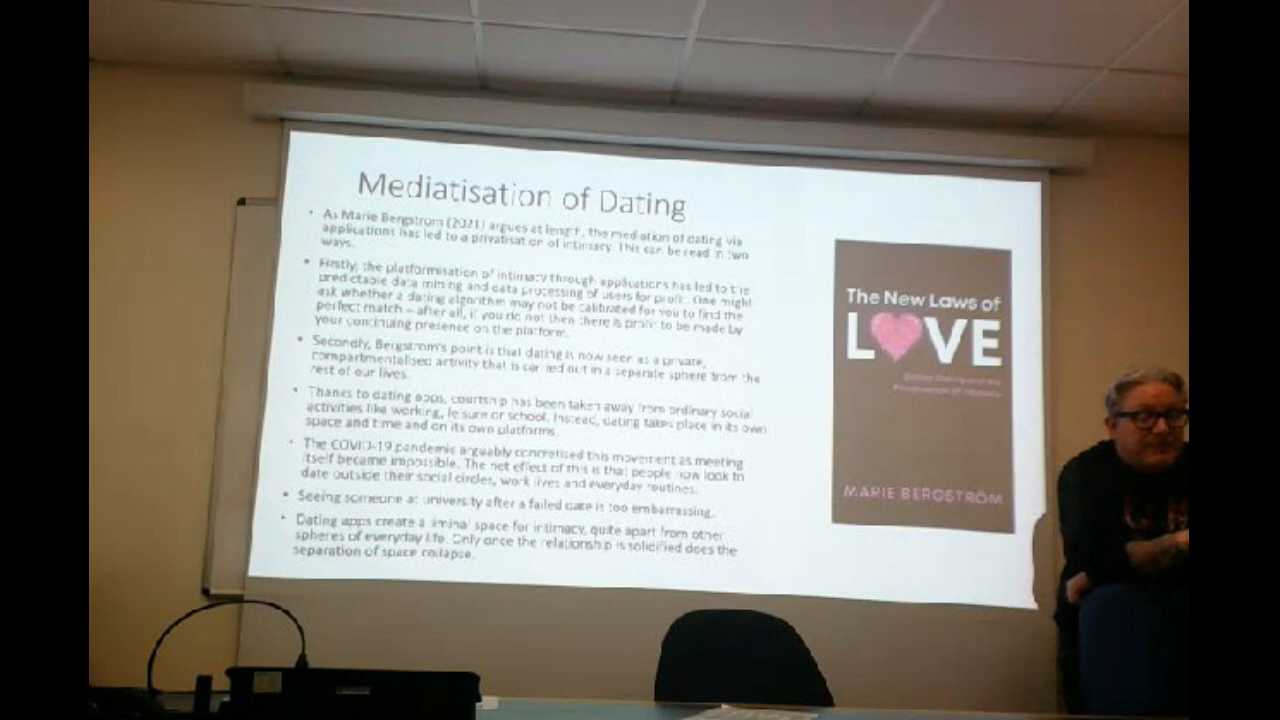 Mediatisation of Dating
• As Marie Bergstrom (2021) argues at length, the mediation of dating via
applications has led to a privatisation of intimacy. This can be read in two
ways.
• Firstly, the platformisation of intimacy through applications has led to the
predictable data mining and data processing of users for profit. One might
ask whether a dating algorithm may not be calibrated for you to find the
perfect match – after all, if you do not then there is profit to be made by
your continuing presence on the platform.
• Secondly, Bergstrom's point is that dating is now seen as a private,
compartmentalised activity that is carried out in a separate sphere from the
rest of our lives.
• Thanks to dating apps, courtship has been taken away from ordinary social
activities like working, leisure or school. Instead, dating takes place in its own
space and time and on its own platforms.
• The COVID-19 pandemic arguably concretised this movement as meeting
itself became impossible. The net effect of this is that people now look to
date outside their social circles, work lives and everyday routines.
• Seeing someone at university after a failed date is too embarrassing.
• Dating apps create a liminal space for intimacy, quite apart from other
spheres of everyday life. Only once the relationship is solidified does the
separation of space collapse.
The New Laws of
LOVE
MARIE BERGSTRÖM